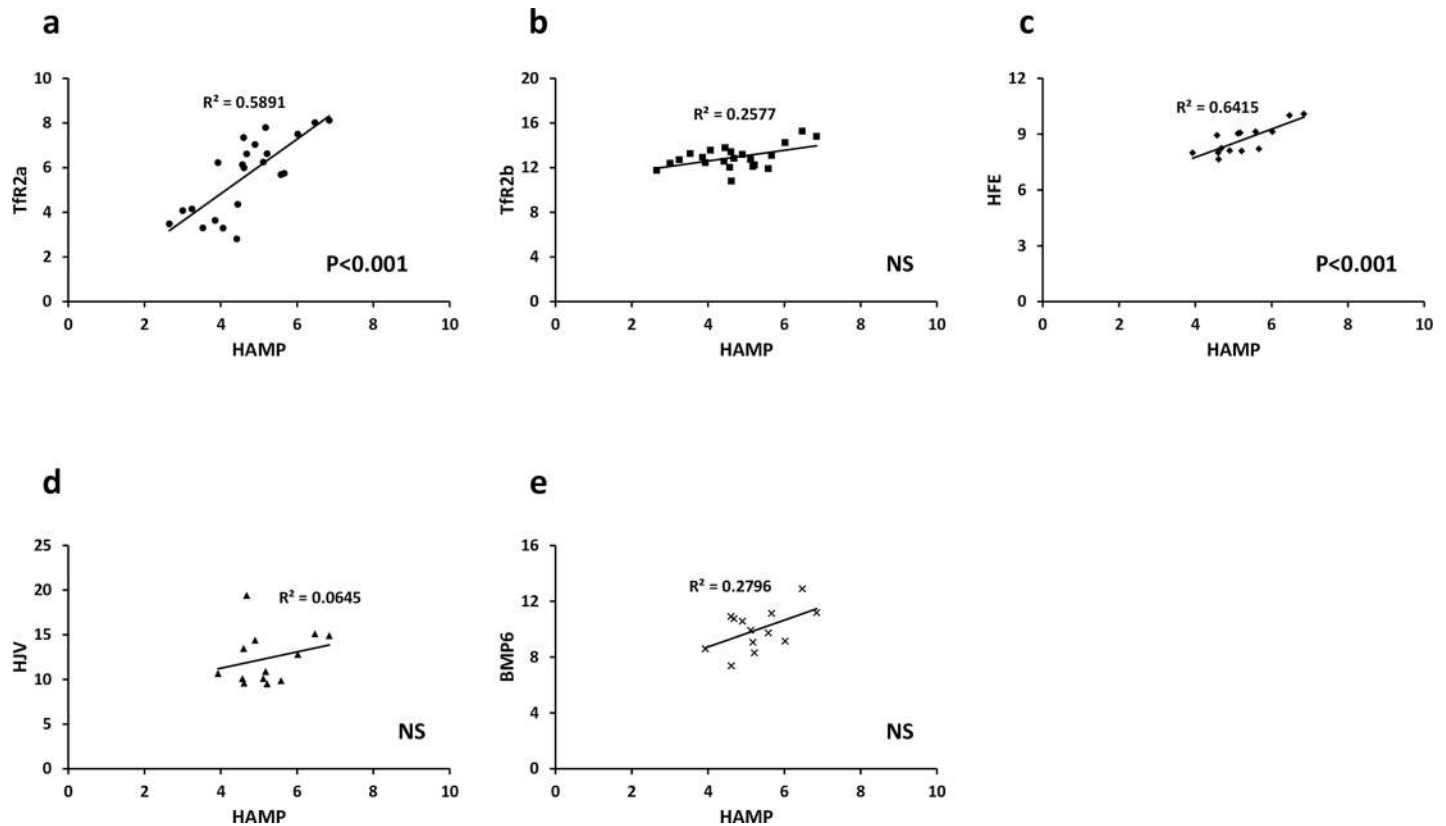 a
b
c
10
8
6
4
2
0
TfR2a
R² = 0.5891
P<0.001
0 2 4 6 8 10
HAMP
20
16
12
8
4
0
TfR2b
R² = 0.2577
NS
0 2 4 6 8 10
HAMP
12
9
6
3
0
HFE
R² = 0.6415
P<0.001
0 2 4 6 8 10
HAMP
d
e
25
20
15
10
5
0
HJV
R² = 0.0645
NS
0 2 4 6 8 10
HAMP
16
12
8
4
0
BMP6
R² = 0.2796
NS
0 2 4 6 8 10
HAMP